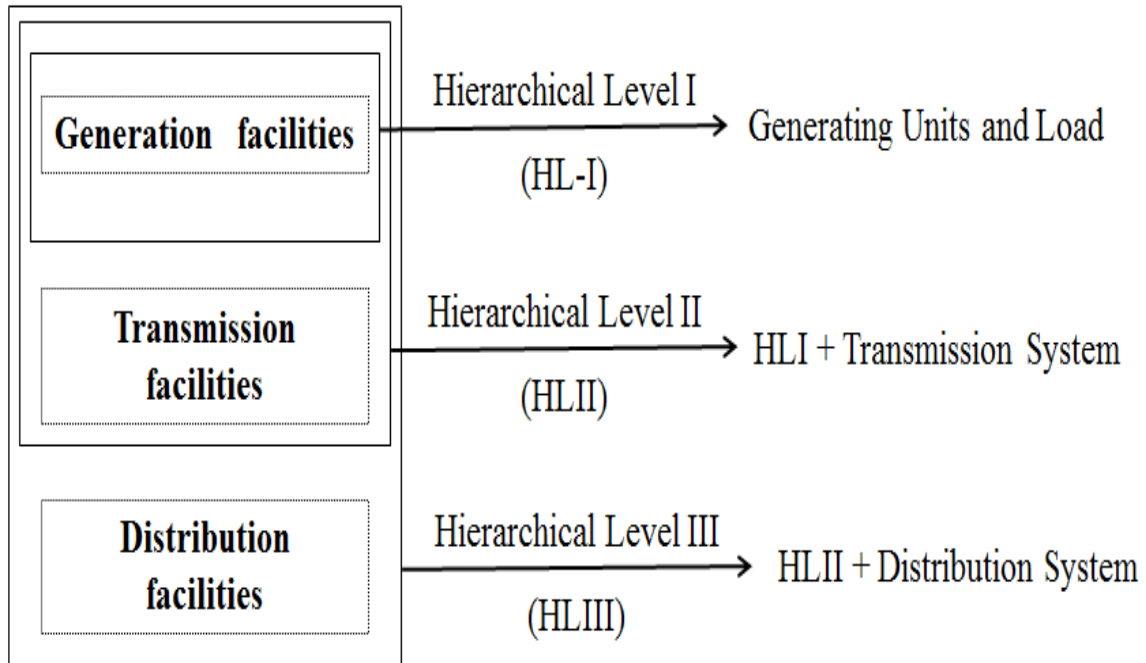 Generation facilities
Hierarchical Level I
(HL-I)
Generating Units and Load
Transmission
facilities
Hierarchical Level II
(HLII)
HLI + Transmission System
Distribution
facilities
Hierarchical Level III
(HLIII)
HLII + Distribution System